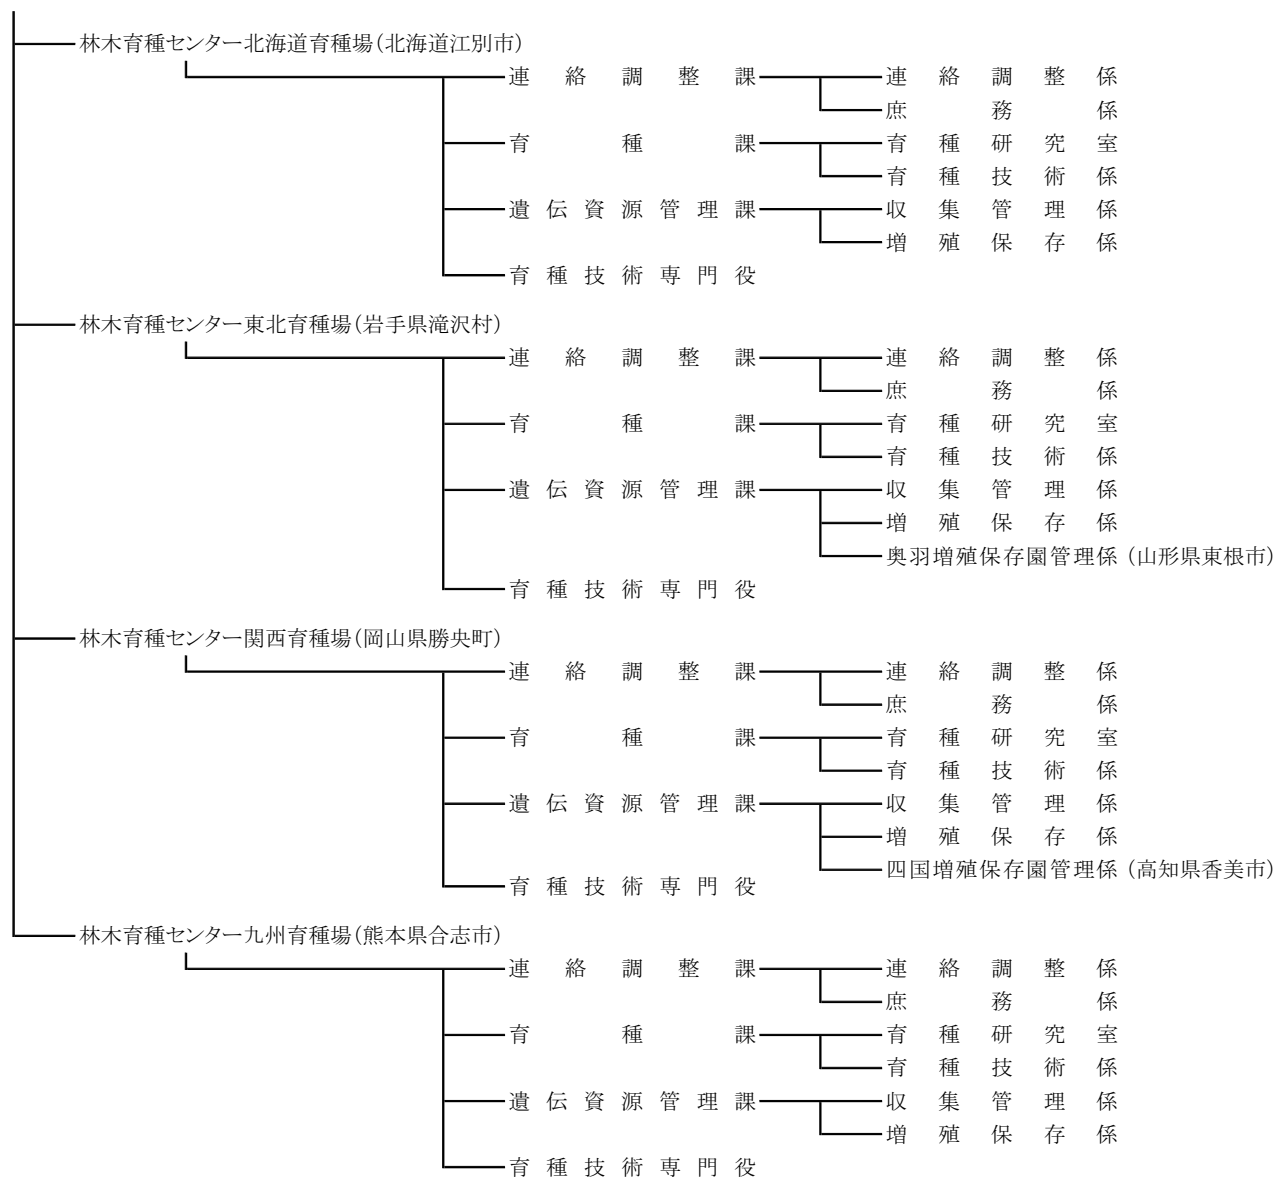 林木育種センター北海道育種場(北海道江別市)
連絡調整課 連絡調整係
庶務係
育種課 育種研究室
育種技術係
遺伝資源管理課 収集管理係
増殖保存係
育種技術専門役
林木育種センター東北育種場(岩手県滝沢村)
連絡調整課 連絡調整係
庶務係
育種課 育種研究室
育種技術係
遺伝資源管理課 収集管理係
増殖保存係
奥羽増殖保存園管理係(山形県東根市)
育種技術専門役
林木育種センター関西育種場(岡山県勝央町)
連絡調整課 連絡調整係
庶務係
育種課 育種研究室
育種技術係
遺伝資源管理課 収集管理係
増殖保存係
四国増殖保存園管理係(高知県香美市)
育種技術専門役
林木育種センター九州育種場(熊本県合志市)
連絡調整課 連絡調整係
庶務係
育種課 育種研究室
育種技術係
遺伝資源管理課 収集管理係
増殖保存係
育種技術専門役